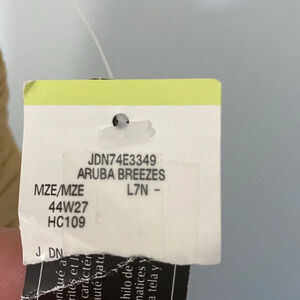 JDN74E3349
ARUBA BREEZES
MZE/MZE L7N -
44W27
HC109
J DN